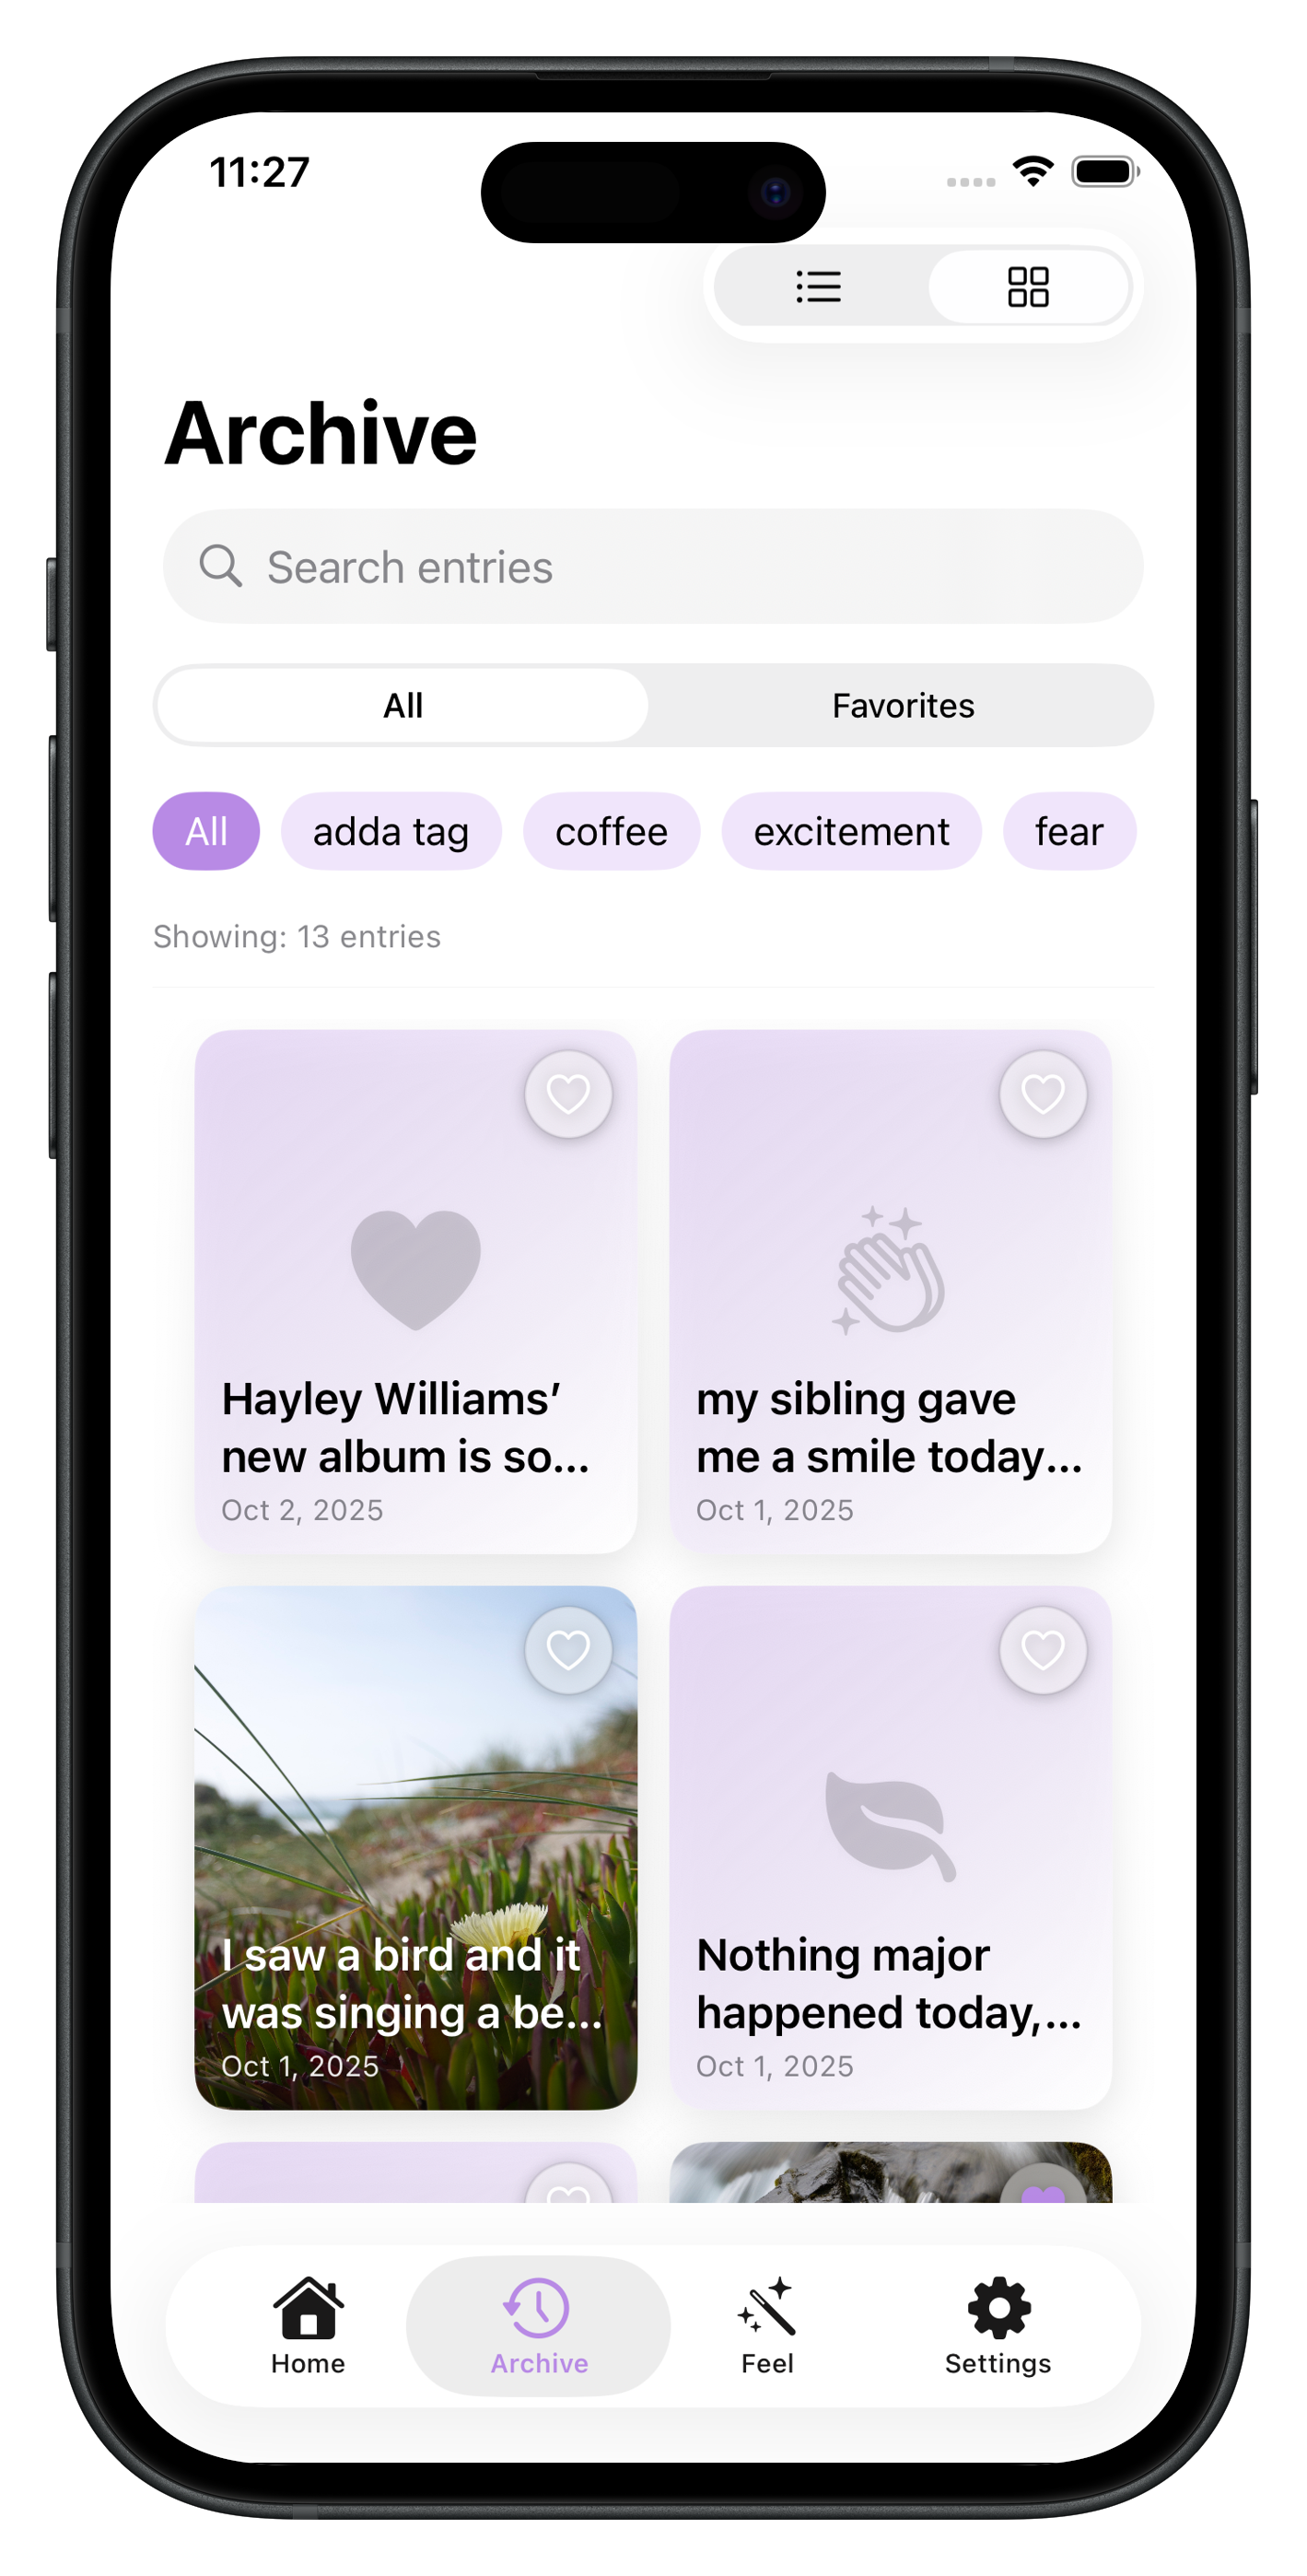 11:27
Archive
Search entries
All Favorites
All adda tag coffee excitement fear
Showing: 13 entries
Hayley Williams’
new album is so...
Oct 2, 2025
my sibling gave
me a smile today...
Oct 1, 2025
I saw a bird and it
was singing a be...
Oct 1, 2025
Nothing major
happened today,...
Oct 1, 2025
Home Archive Feel Settings